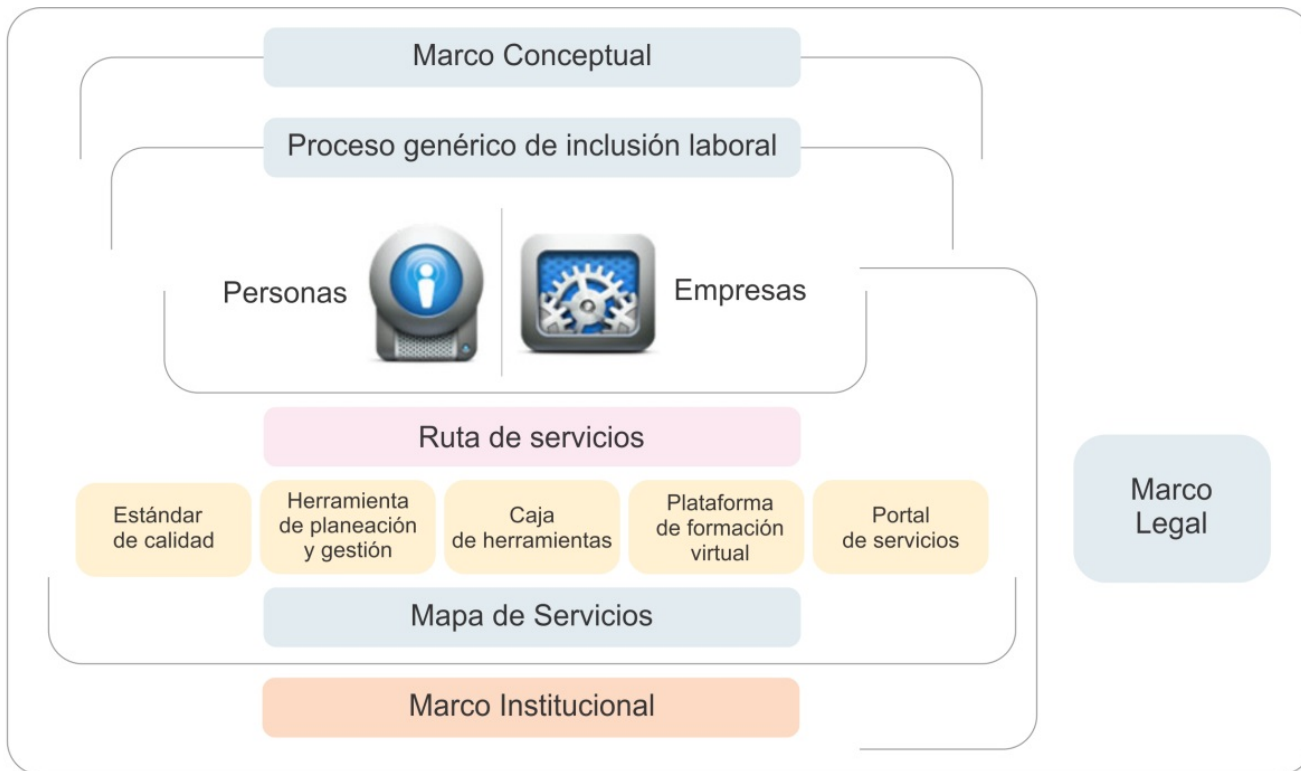 Marco Conceptual
Proceso genérico de inclusión laboral
Personas
Empresas
Ruta de servicios
Estándar
de calidad
Herramienta
de planeación
y gestión
Caja
de herramientas
Plataforma
de formación
virtual
Portal
de servicios
Marco
Legal
Mapa de Servicios
Marco Institucional